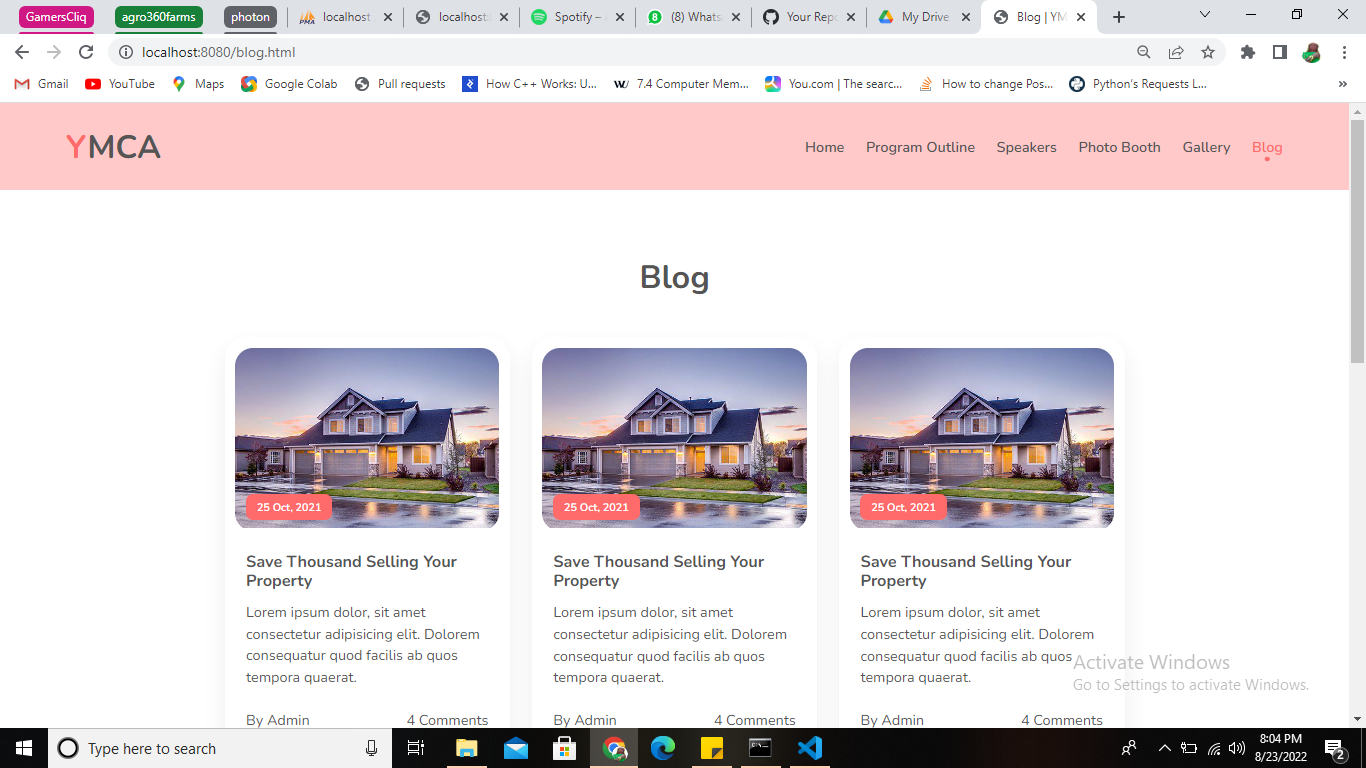 GamersCliq agro360farms photon localhost localhost: Spotify – (8) Whats Your Repo My Drive Blog | YM
localhost:8080/blog.html
Gmail YouTube Maps Google Colab Pull requests How C++ Works: U... 7.4 Computer Mem... You.com | The searc... How to change Pos... Python's Requests L... »
YMCA Home Program Outline Speakers Photo Booth Gallery Blog
Blog
25 Oct, 2021 25 Oct, 2021 25 Oct, 2021
Save Thousand Selling Your
Property
Lorem ipsum dolor, sit amet
consectetur adipisicing elit. Dolorem
consequatur quod facilis ab quos
tempora quaerat.
By Admin 4 Comments
Save Thousand Selling Your
Property
Lorem ipsum dolor, sit amet
consectetur adipisicing elit. Dolorem
consequatur quod facilis ab quos
tempora quaerat.
By Admin 4 Comments
Save Thousand Selling Your
Property
Lorem ipsum dolor, sit amet
consectetur adipisicing elit. Dolorem
consequatur quod facilis ab quos
tempora quaerat.
By Admin 4 Comments
Activate Windows
Go to Settings to activate Windows.
Type here to search
8:04 PM
8/23/2022
2